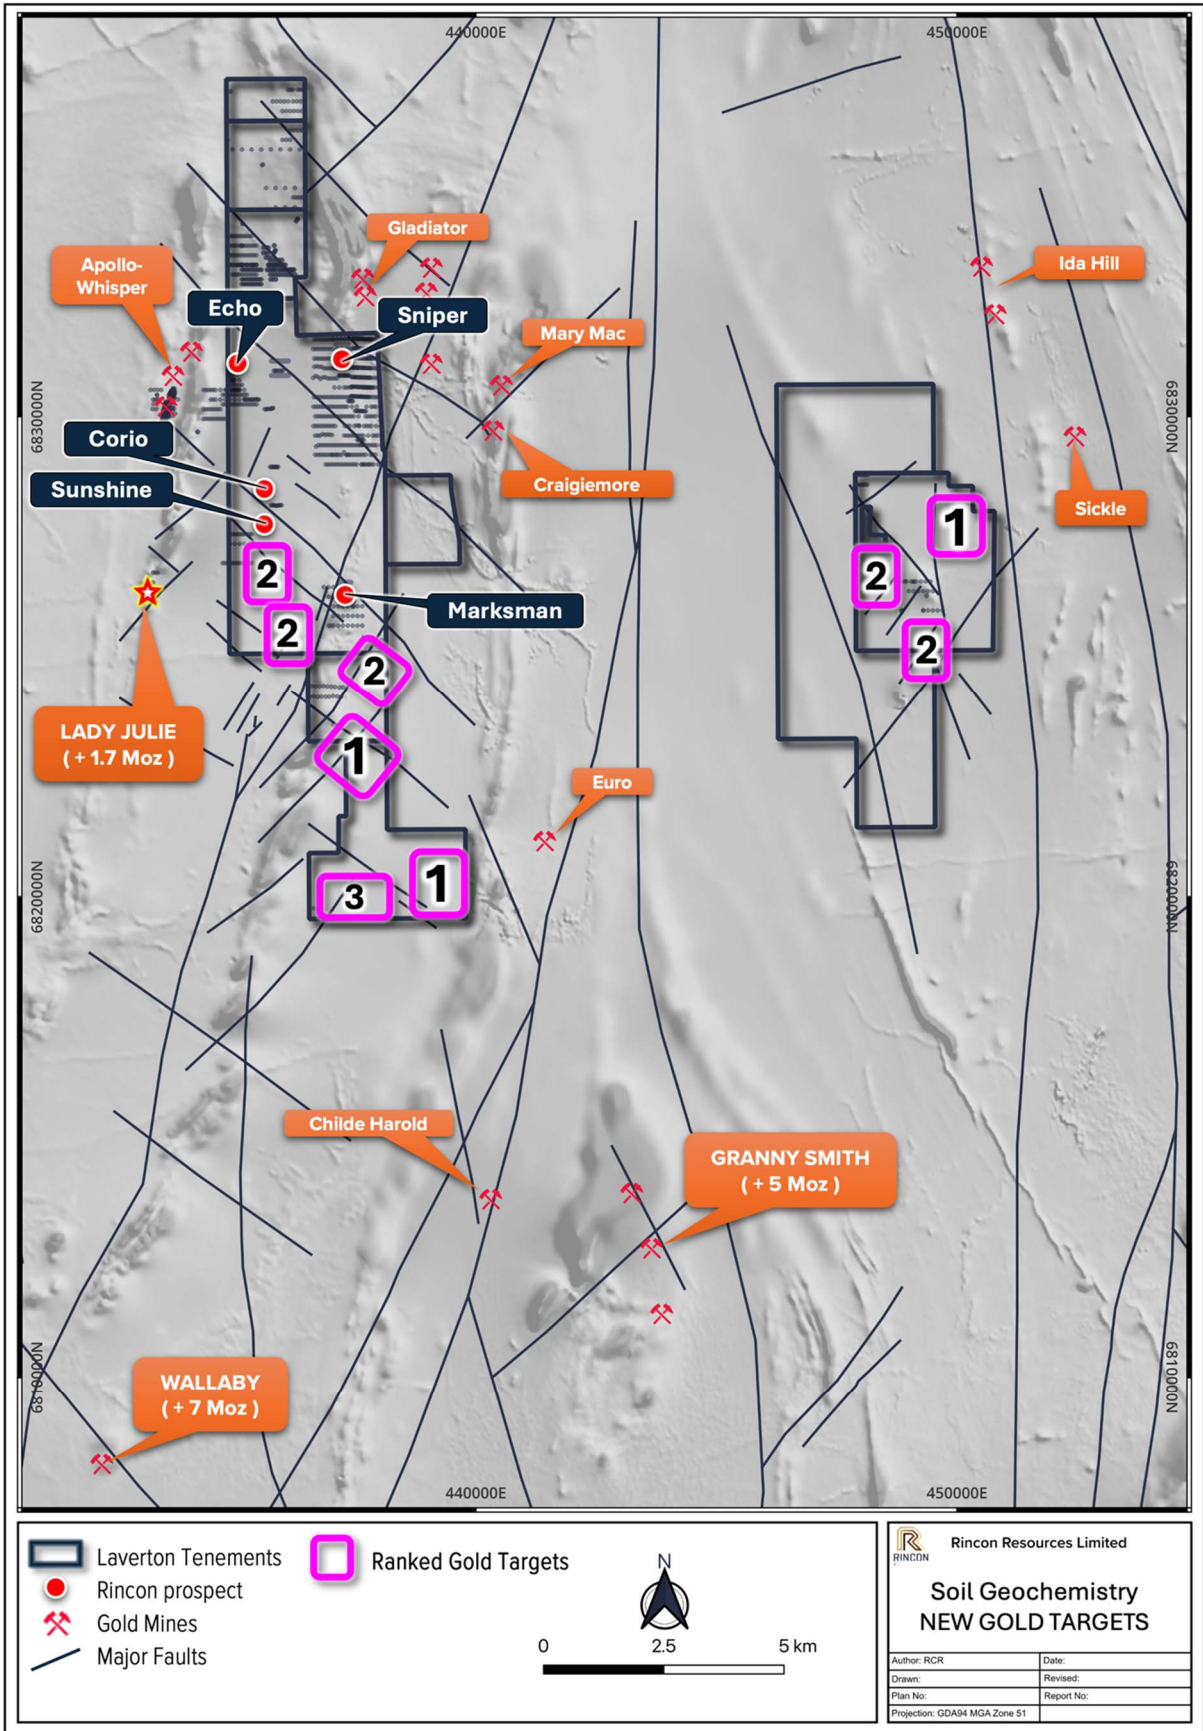 440000E
450000E
Gladiator
Apollo-
Whisper
Ida Hill
Echo
Sniper
Mary Mac
6830000N
6830000N
Corio
Craigiemore
Sunshine
Sickle
1
2
2
Marksman
2
2
2
LADY JULIE
( + 1.7 Moz )
1
Euro
3
1
6820000N
6820000N
Childe Harold
GRANNY SMITH
( + 5 Moz )
6810000N
6810000N
WALLABY
( + 7 Moz )
440000E
450000E
Laverton Tenements
Rincon prospect
Gold Mines
Major Faults
Ranked Gold Targets
N
0 2.5 5 km
RINCON
Rincon Resources Limited
Soil Geochemistry
NEW GOLD TARGETS
Author: RCR
Date:
Drawn:
Revised:
Plan No:
Report No:
Projection: GDA94 MGA Zone 51